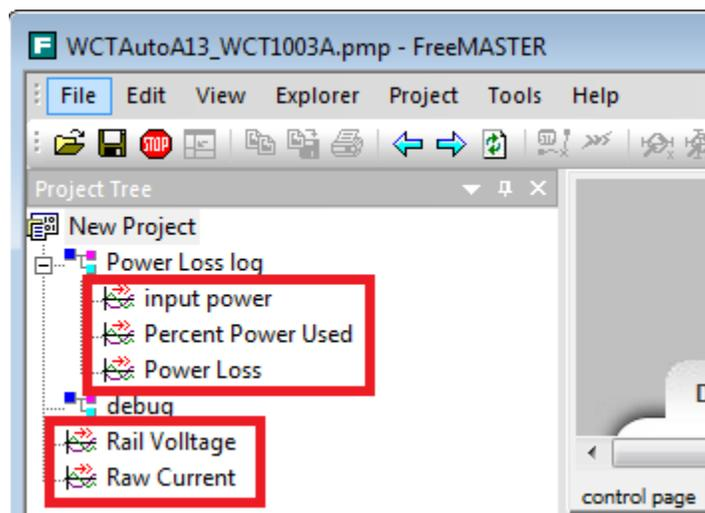 WCTAutoA13_WCT1003A.pmp - FreeMASTER
File Edit View Explorer Project Tools Help
STOP
Project Tree
New Project
Power Loss log
input power
Percent Power Used
Power Loss
D
debug
Rail Volltage
Raw Current
control page